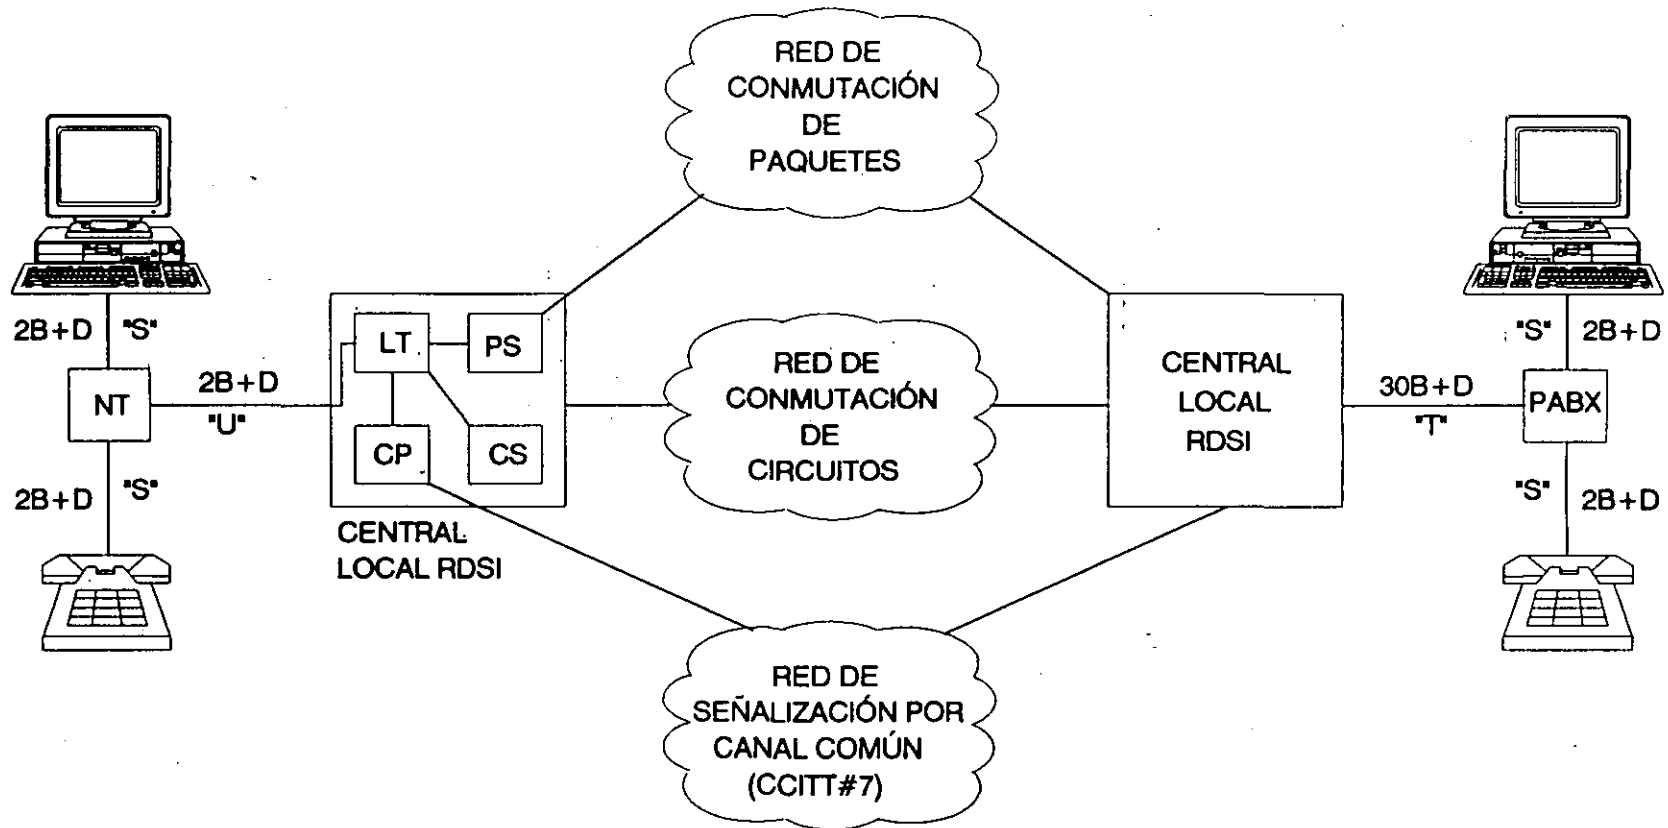 RED DE
CONMUTACIÓN
DE
PAQUETES
2B+D "S"
NT
2B+D "S"
2B+D
"U"
LT
PS
CP
CS
CENTRAL
LOCAL RDSI
RED DE
CONMUTACIÓN
DE
CIRCUITOS
RED DE
SEÑALIZACIÓN POR
CANAL COMÚN
(CCITT#7)
CENTRAL
LOCAL
RDSI
30B+D
"T"
"S" 2B+D
PABX
"S" 2B+D